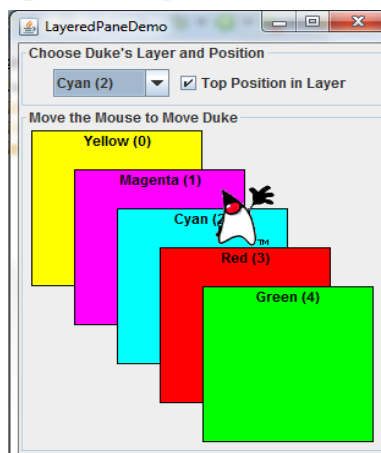 LayeredPaneDemo
Choose Duke's Layer and Position
Cyan (2) Top Position in Layer
Move the Mouse to Move Duke
Yellow (0)
Magenta (1)
Cyan (2
TM
Red (3)
Green (4)